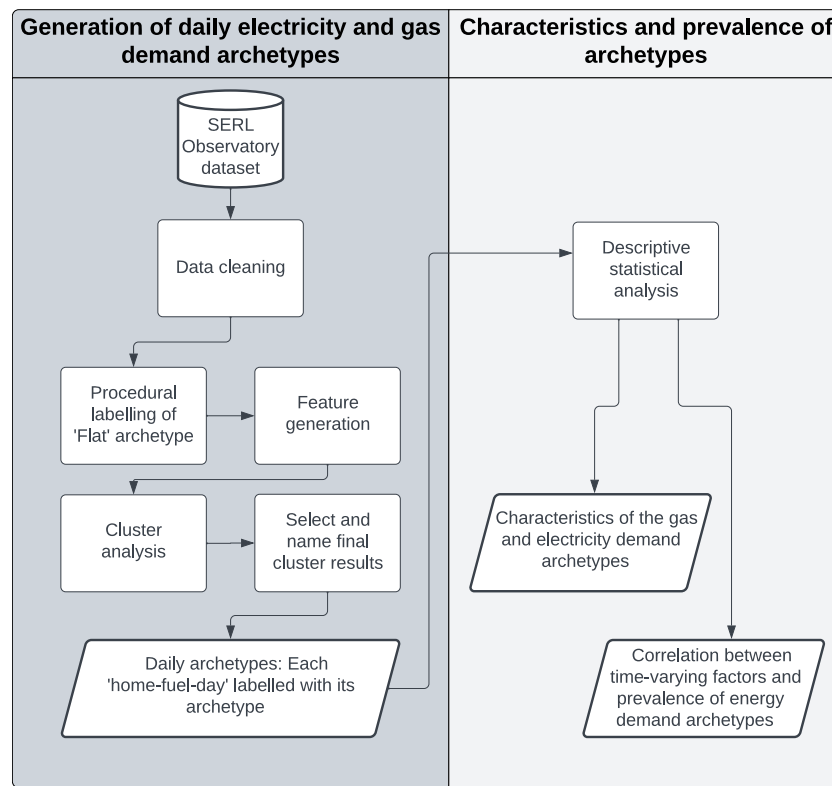 Generation of daily electricity and gas
demand archetypes
Characteristics and prevalence of
archetypes
SERL
Observatory
dataset
Data cleaning
Descriptive
statistical
analysis
Procedural
labelling of
'Flat' archetype
Feature
generation
Cluster
analysis
Select and
name final
cluster results
Characteristics of the gas
and electricity demand
archetypes
Daily archetypes: Each
'home-fuel-day' labelled with its
archetype
Correlation between
time-varying factors and
prevalence of energy
demand archetypes